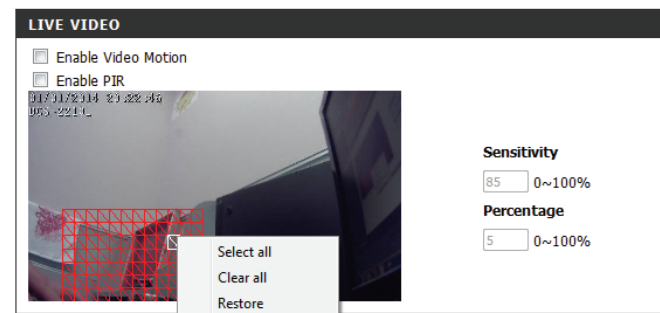 LIVE VIDEO
Enable Video Motion
Enable PIR
Sensitivity
85 0~100%
Percentage
5 0~100%
Select all
Clear all
Restore